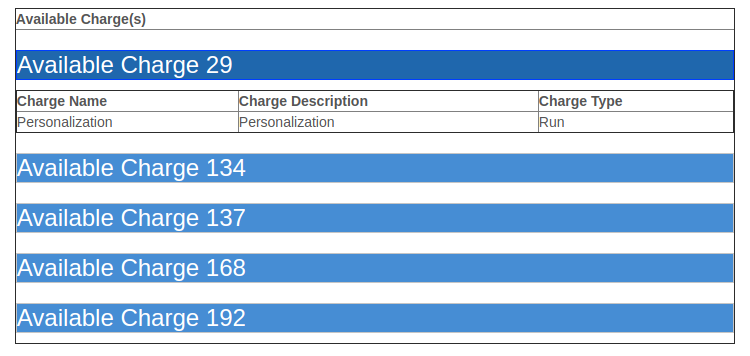 Available Charge(s)
Available Charge 29
Charge Name Charge Description Charge Type
Personalization Personalization Run
Available Charge 134
Available Charge 137
Available Charge 168
Available Charge 192